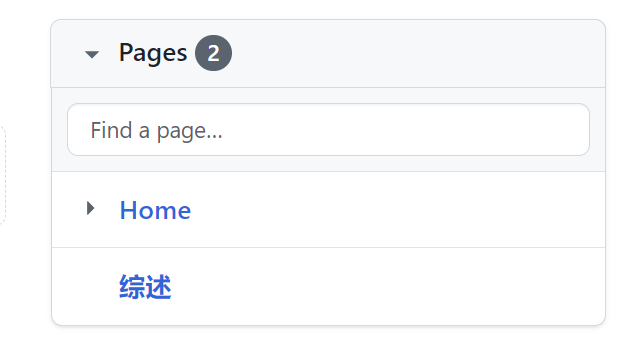 Pages 2
Find a page...
Home
综述